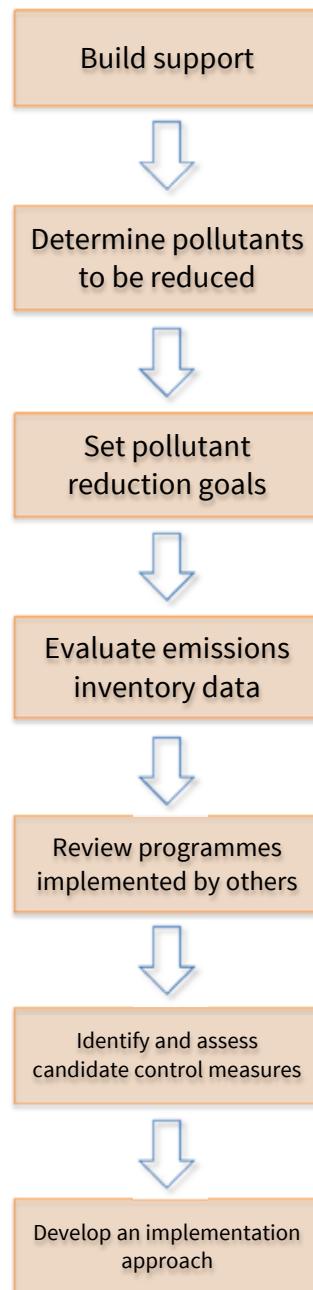 Build support
Determine pollutants
to be reduced
Set pollutant
reduction goals
Evaluate emissions
inventory data
Review programmes
implemented by others
Identify and assess
candidate control measures
Develop an implementation
approach